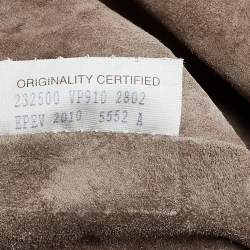 ORIGINALITY CERTIFIED
232500 VP910 2802
EPEV 2010 5552 A